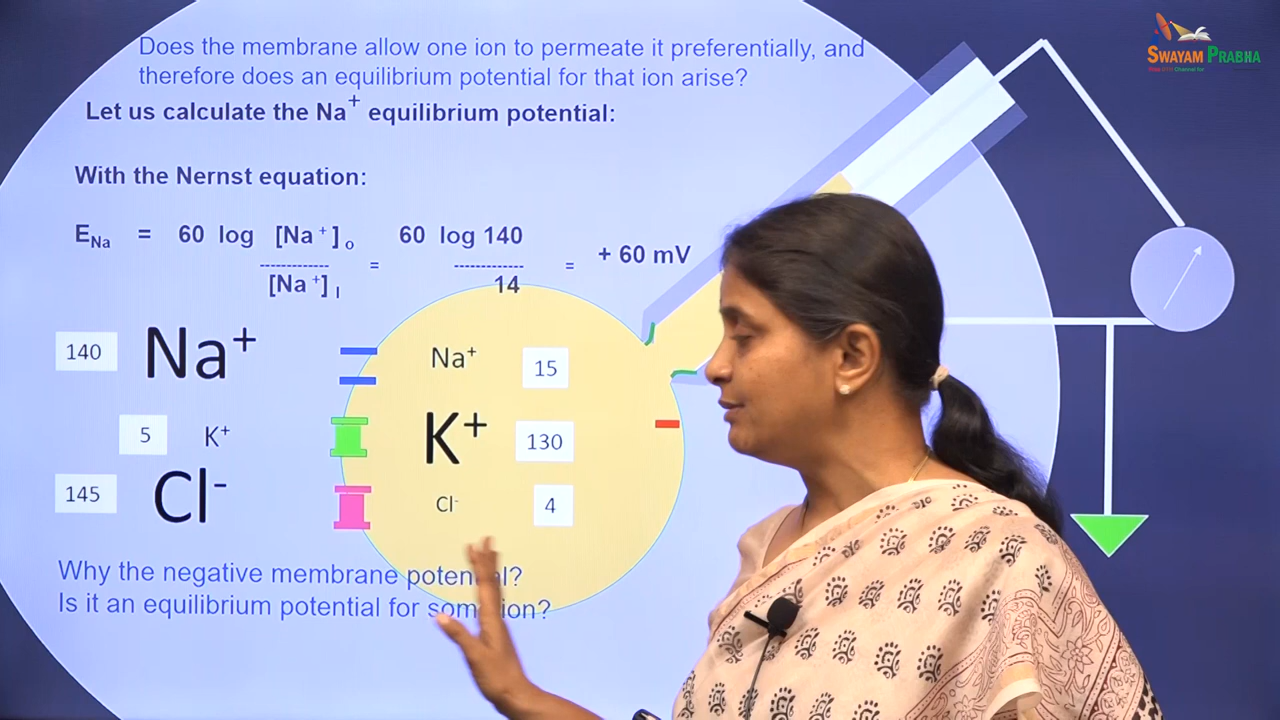 Does the membrane allow one ion to permeate it preferentially, and
therefore does an equilibrium potential for that ion arise?
SWAYAM PRABHA
Let us calculate the Na+ equilibrium potential:
With the Nernst equation:
ENa = 60 log [Na+]o 60 log 140
------------ = ------------ = + 60 mV
[Na+]I 14
140 Na+ Na+ 15
5 K+ K+ 130
145 Cl- Cl- 4
Why the negative membrane potential?
Is it an equilibrium potential for some ion?